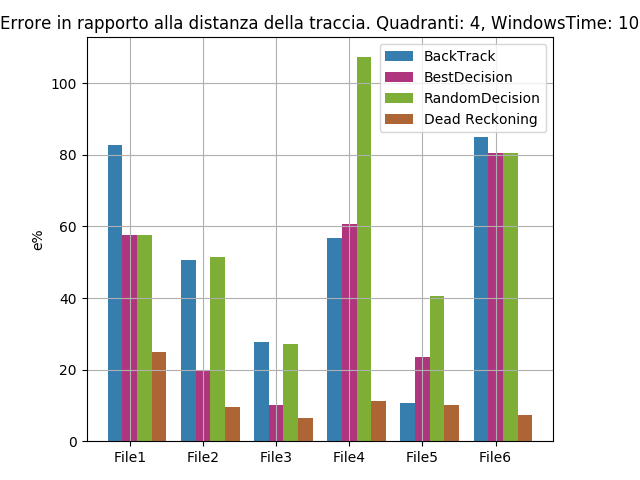 Errore in rapporto alla distanza della traccia. Quadranti: 4, WindowsTime: 10
BackTrack
BestDecision
RandomDecision
Dead Reckoning
e%
100
80
60
40
20
0
File1 File2 File3 File4 File5 File6